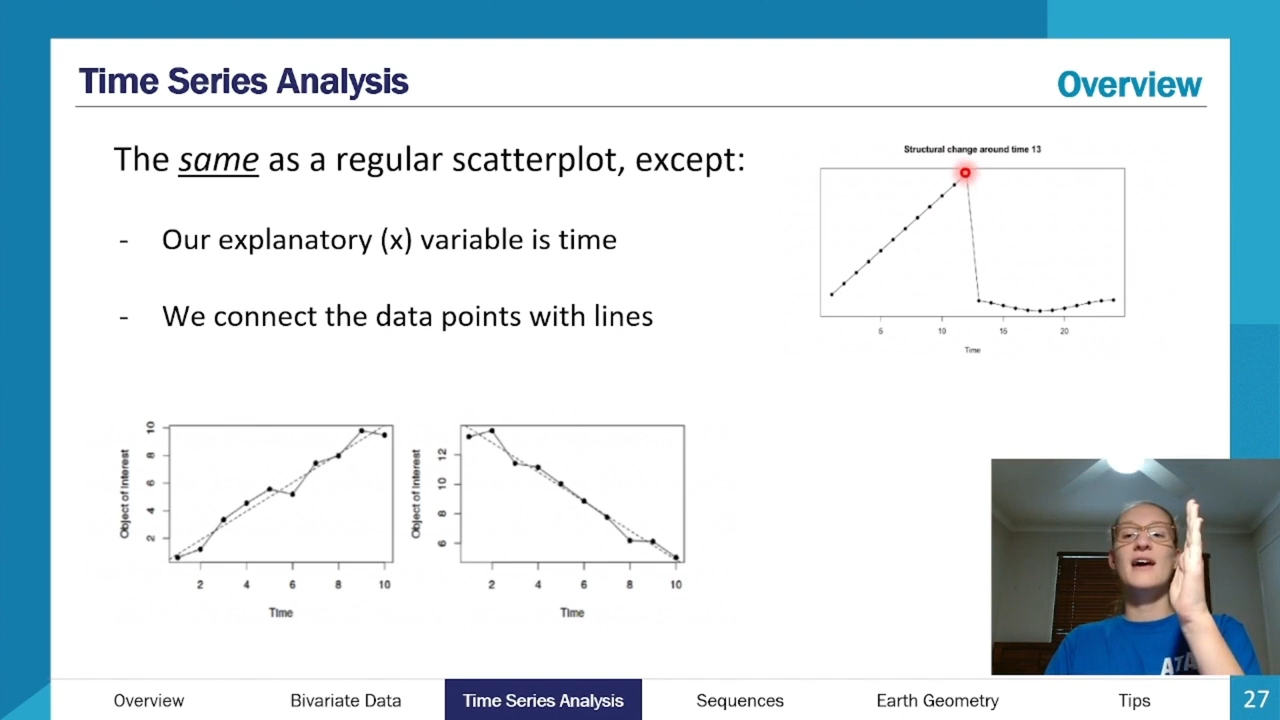 Time Series Analysis
Overview
The same as a regular scatterplot, except:
- Our explanatory (x) variable is time
- We connect the data points with lines
Structural change around time 13
5 10 15 20
Time
Object of Interest
10
8
6
4
2
2 4 6 8 10
Time
Object of Interest
12
10
8
6
2 4 6 8 10
Time
ATA
Overview Bivariate Data Time Series Analysis Sequences Earth Geometry Tips 27